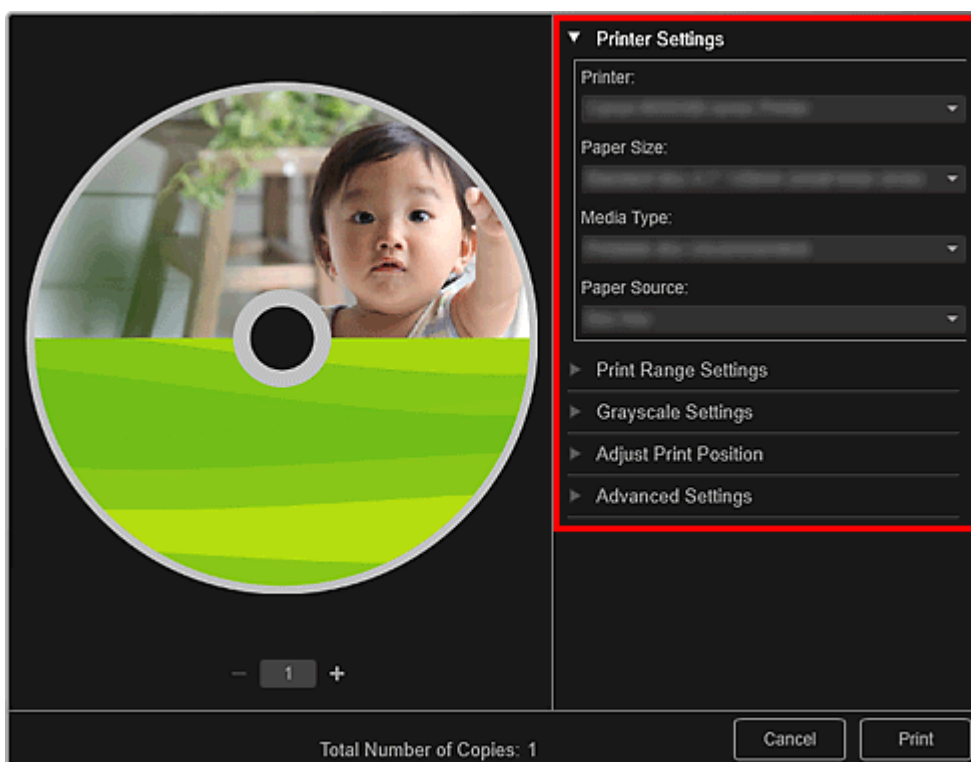 Printer Settings
Printer:
Paper Size:
Media Type:
Paper Source:
Print Range Settings
Grayscale Settings
Adjust Print Position
Advanced Settings
1
Total Number of Copies: 1
Cancel
Print